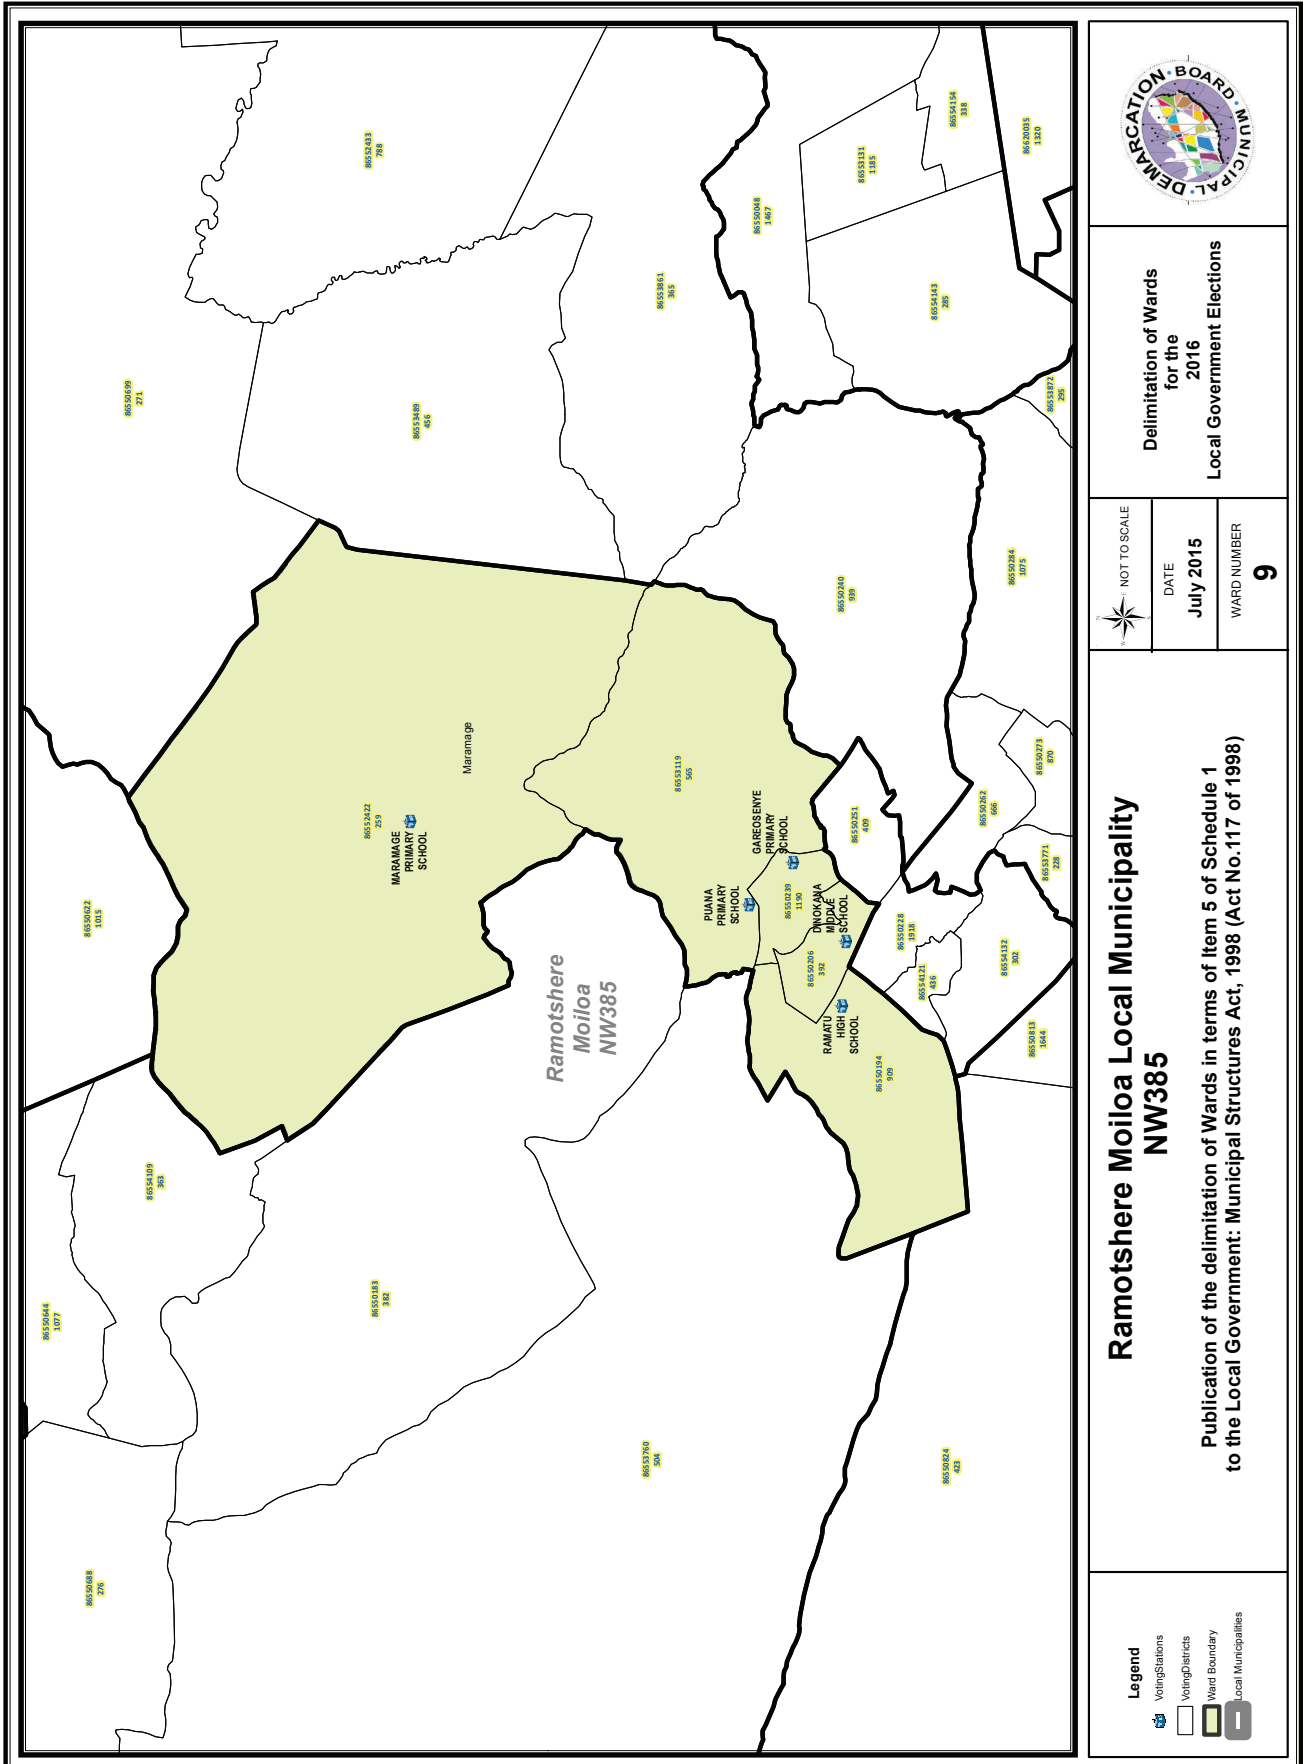 86550688
276
86550644
1077
86554109
363
86550622
1015
86550699
271
86552433
788
86550183
382
86552422
259
MARAMAGE
PRIMARY
SCHOOL
Maramage
86553489
456
86553861
365
86550048
1467
86553131
1185
86554154
338
86620035
1320
86554143
285
86553872
295
Ramotshere
Moiloa
NW385
86553760
504
86553119
565
PUANA
PRIMARY
SCHOOL
GAREOSENYE
PRIMARY
SCHOOL
86550239
1190
DINOKANA
MIDDLE
SCHOOL
86550206
392
RAMATU
HIGH
SCHOOL
86550194
909
86550251
409
86550240
939
86550284
1075
86550228
1918
86554121
436
86554132
302
86550813
1644
86550262
666
86550273
870
86553771
228
86550824
423
Legend
VotingStations
VotingDistricts
Ward Boundary
Local Municipalities
Ramotshere Moiloa Local Municipality
NW385
Publication of the delimitation of Wards in terms of Item 5 of Schedule 1
to the Local Government: Municipal Structures Act, 1998 (Act No.117 of 1998)
N
W
E
S
NOT TO SCALE
DATE
July 2015
WARD NUMBER
9
Delimitation of Wards
for the
2016
Local Government Elections
MUNICIPAL • DEMARCATION • BOARD •